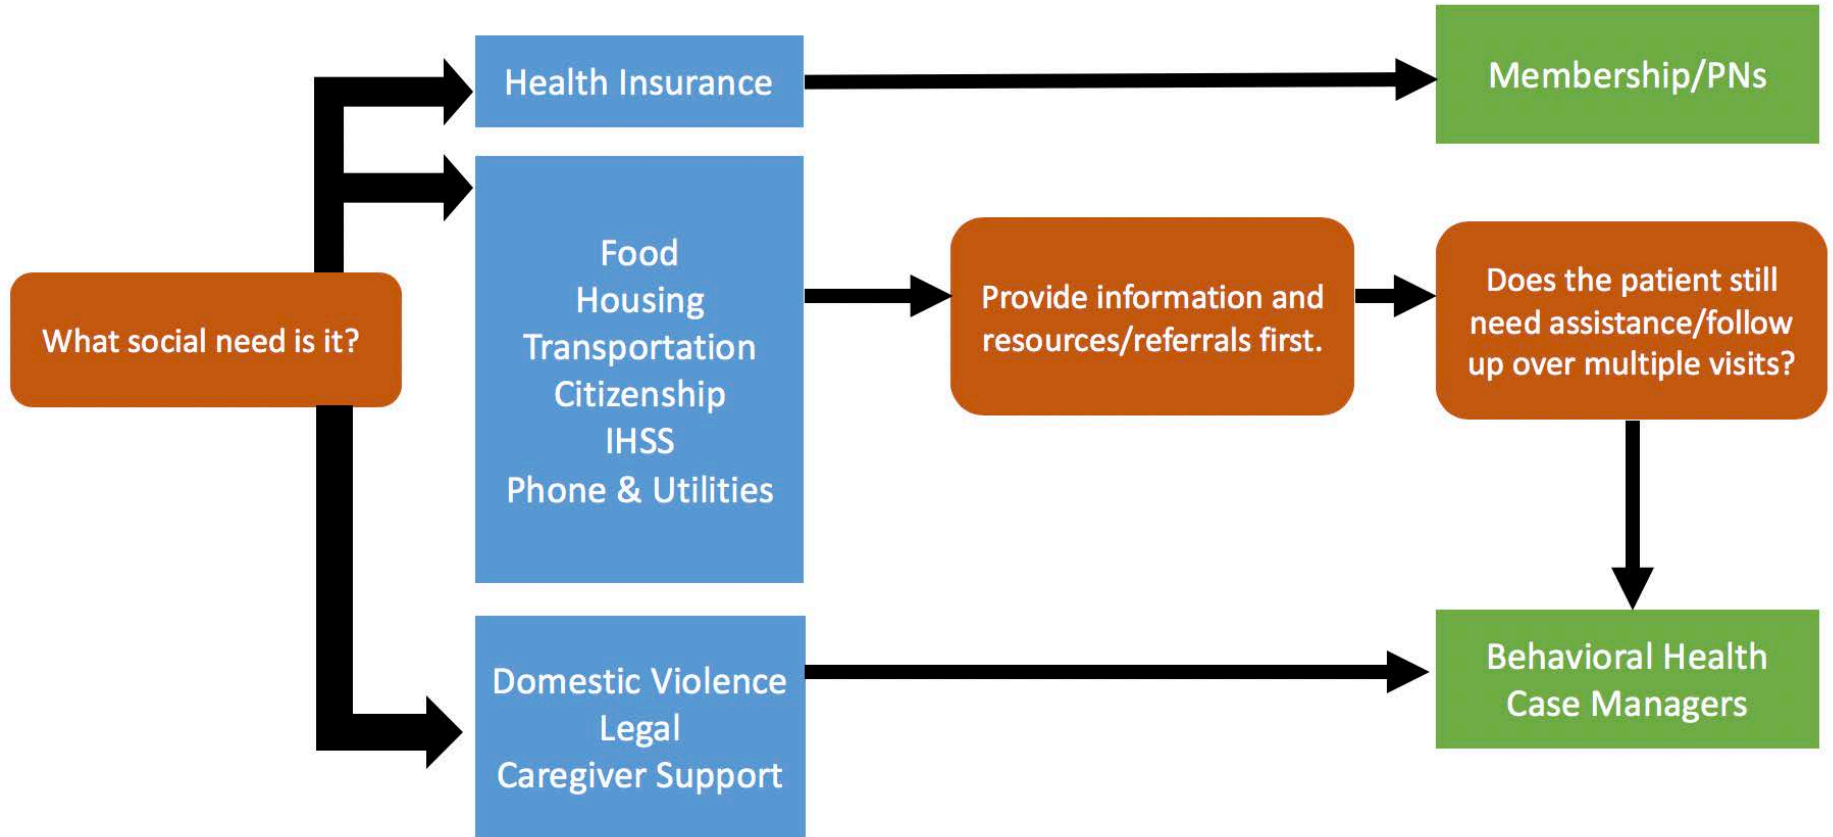 What social need is it?
Health Insurance
Membership/PNs
Food
Housing
Transportation
Citizenship
IHSS
Phone & Utilities
Provide information and
resources/referrals first.
Does the patient still
need assistance/follow
up over multiple visits?
Domestic Violence
Legal
Caregiver Support
Behavioral Health
Case Managers